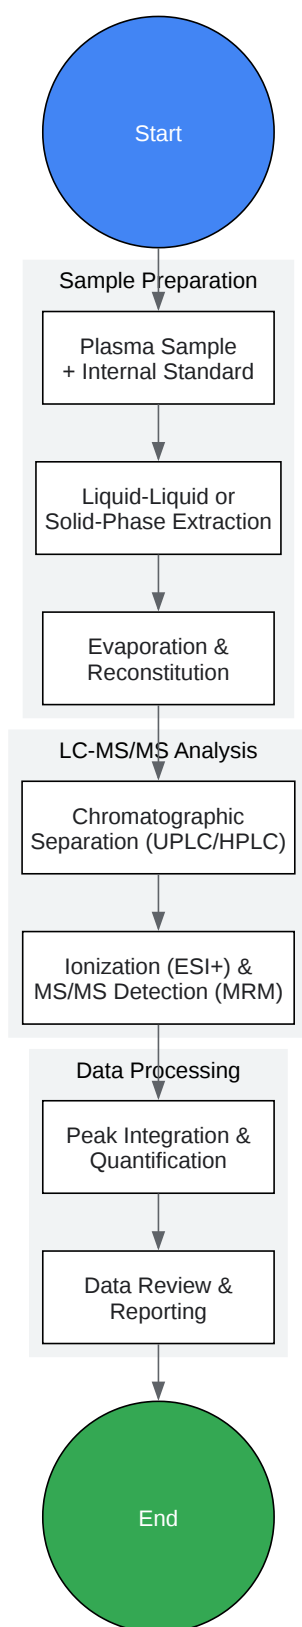 Start
Sample Preparation
Plasma Sample
+ Internal Standard
Liquid-Liquid or
Solid-Phase Extraction
Evaporation &
Reconstitution
LC-MS/MS Analysis
Chromatographic
Separation (UPLC/HPLC)
Ionization (ESI+) &
MS/MS Detection (MRM)
Data Processing
Peak Integration &
Quantification
Data Review &
Reporting
End